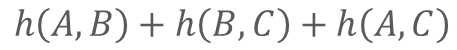 h(A, B) + h(B, C) + h(A, C)